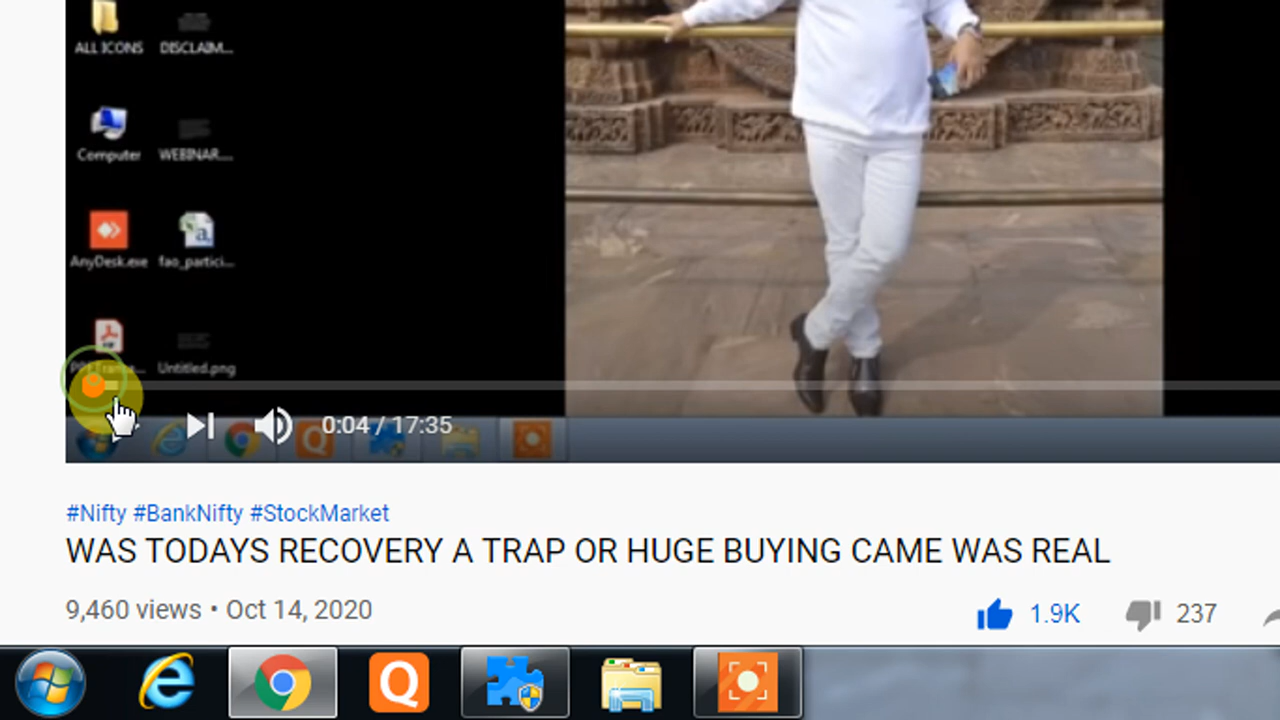 ALL ICONS DISCLAIM...
Computer WEBINAR....
AnyDesk.exe fao_partici...
Untitled.png
0:04 / 17:35
#Nifty #BankNifty #StockMarket
WAS TODAYS RECOVERY A TRAP OR HUGE BUYING CAME WAS REAL
9,460 views • Oct 14, 2020
1.9K 237